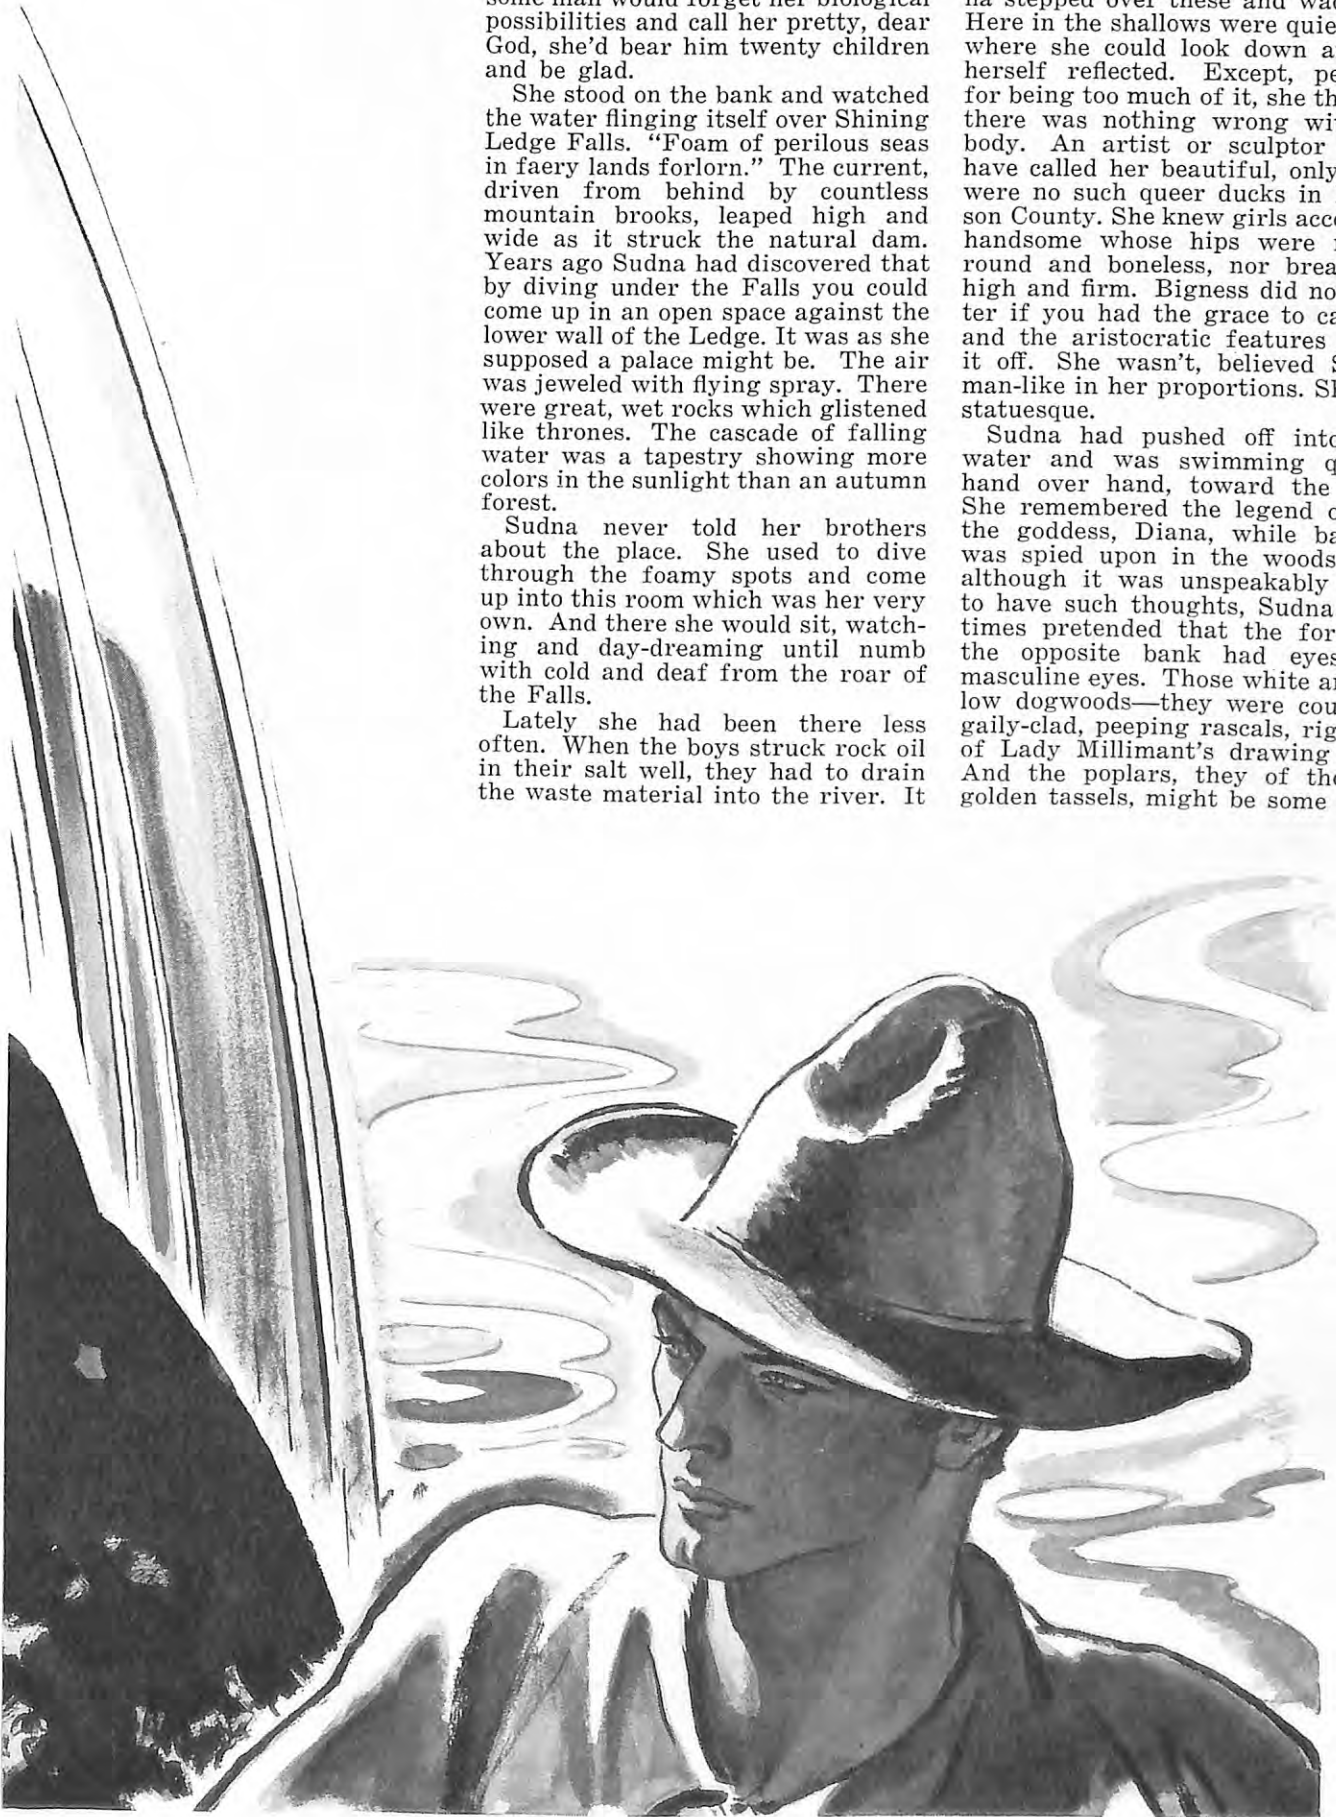 some man would forget her biological
possibilities and call her pretty, dear
God, she'd bear him twenty children
and be glad.
She stood on the bank and watched
the water flinging itself over Shining
Ledge Falls. "Foam of perilous seas
in faery lands forlorn." The current,
driven from behind by countless
mountain brooks, leaped high and
wide as it struck the natural dam.
Years ago Sudna had discovered that
by diving under the Falls you could
come up in an open space against the
lower wall of the Ledge. It was as she
supposed a palace might be. The air
was jeweled with flying spray. There
were great, wet rocks which glistened
like thrones. The cascade of falling
water was a tapestry showing more
colors in the sunlight than an autumn
forest.
Sudna never told her brothers
about the place. She used to dive
through the foamy spots and come
up into this room which was her very
own. And there she would sit, watch-
ing and day-dreaming until numb
with cold and deaf from the roar of
the Falls.
Lately she had been there less
often. When the boys struck rock oil
in their salt well, they had to drain
the waste material into the river. It
na stepped over these and
Here in the shallows were
where she could look down
herself reflected. Except,
for being too much of it, she
there was nothing wrong
body. An artist or sculptor
have called her beautiful, only
were no such queer ducks in
son County. She knew girls
handsome whose hips were
round and boneless, nor
high and firm. Bigness did
ter if you had the grace to
and the aristocratic features
it off. She wasn't, believed
man-like in her proportions.
statuesque.
Sudna had pushed off into
water and was swimming
hand over hand, toward the
She remembered the legend
the goddess, Diana, while
was spied upon in the woods
although it was unspeakably
to have such thoughts, Sudna
times pretended that the
the opposite bank had eyes
masculine eyes. Those white
low dogwoods—they were
gaily-clad, peeping rascals,
of Lady Millimant's drawing
And the poplars, they of
golden tassels, might be some